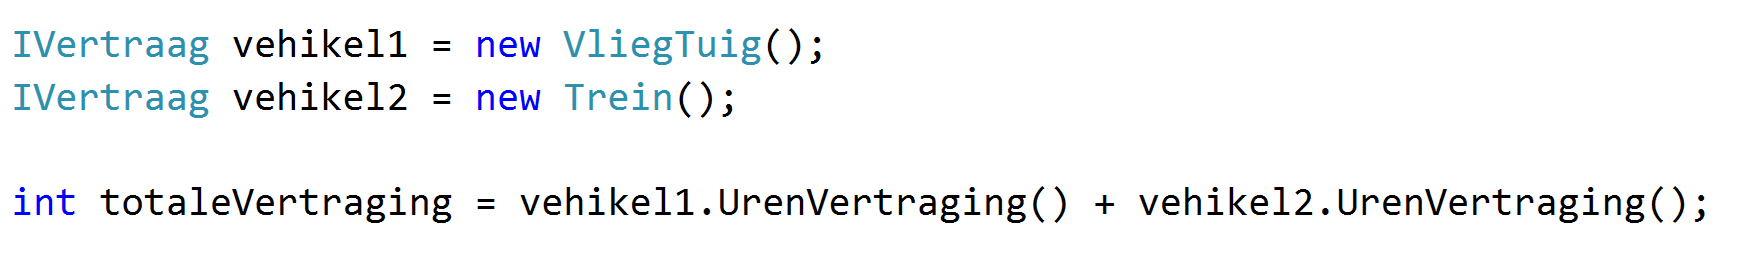 IVertraag vehikel1 = new VliegTuig();
IVertraag vehikel2 = new Trein();
int totaleVertraging = vehikel1.UrenVertraging() + vehikel2.UrenVertraging();